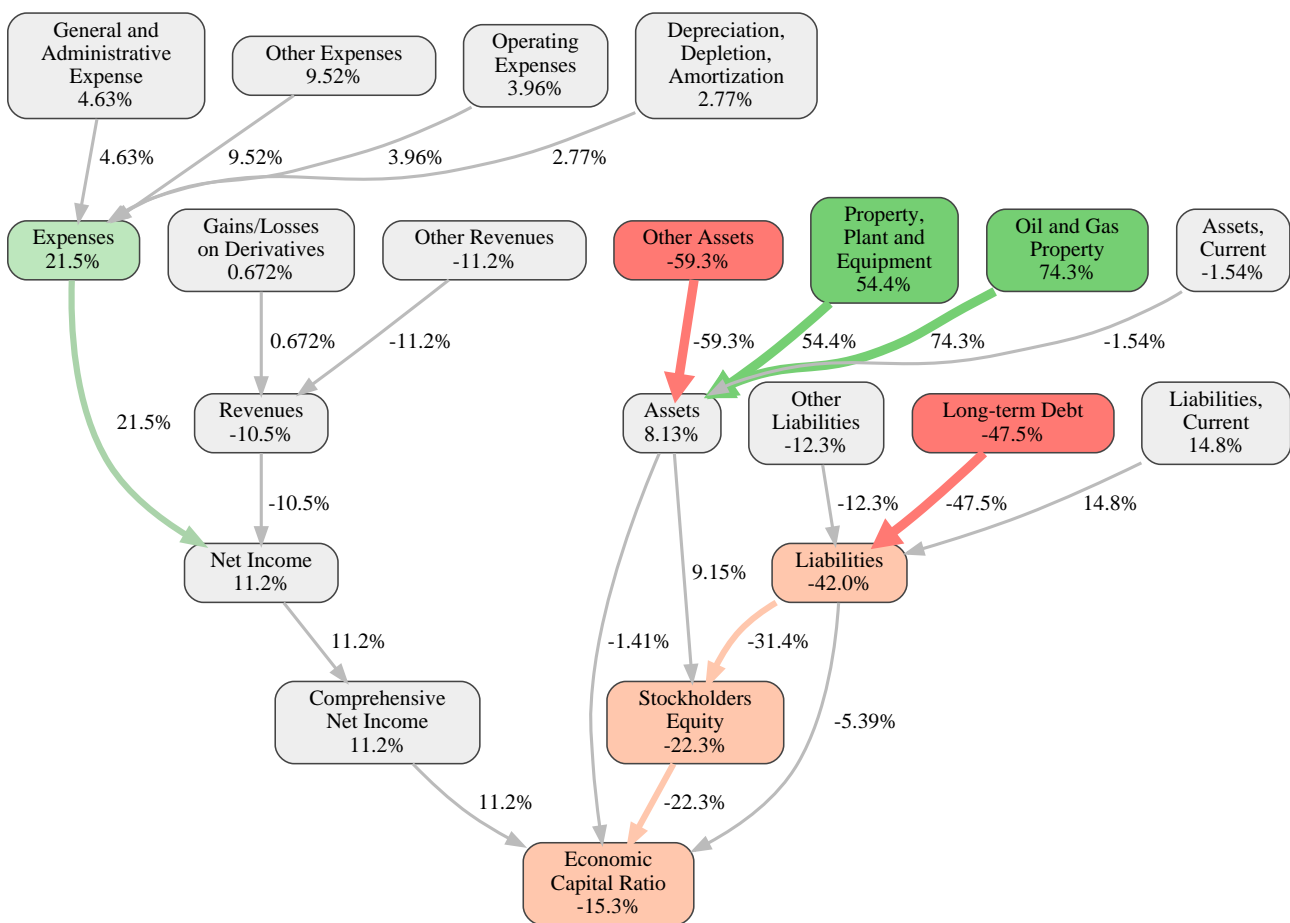 General and
Administrative
Expense
4.63%
Other Expenses
9.52%
Operating
Expenses
3.96%
Depreciation,
Depletion,
Amortization
2.77%
4.63%
9.52%
3.96%
2.77%
Expenses
21.5%
Gains/Losses
on Derivatives
0.672%
Other Revenues
-11.2%
Other Assets
-59.3%
Property,
Plant and
Equipment
54.4%
Oil and Gas
Property
74.3%
Assets,
Current
-1.54%
0.672%
-11.2%
-59.3%
54.4%
74.3%
-1.54%
21.5%
Revenues
-10.5%
Assets
8.13%
Other
Liabilities
-12.3%
Long-term Debt
-47.5%
Liabilities,
Current
14.8%
-10.5%
-12.3%
-47.5%
14.8%
Net Income
11.2%
9.15%
Liabilities
-42.0%
11.2%
-1.41%
-31.4%
Comprehensive
Net Income
11.2%
Stockholders
Equity
-22.3%
-5.39%
11.2%
-22.3%
Economic
Capital Ratio
-15.3%